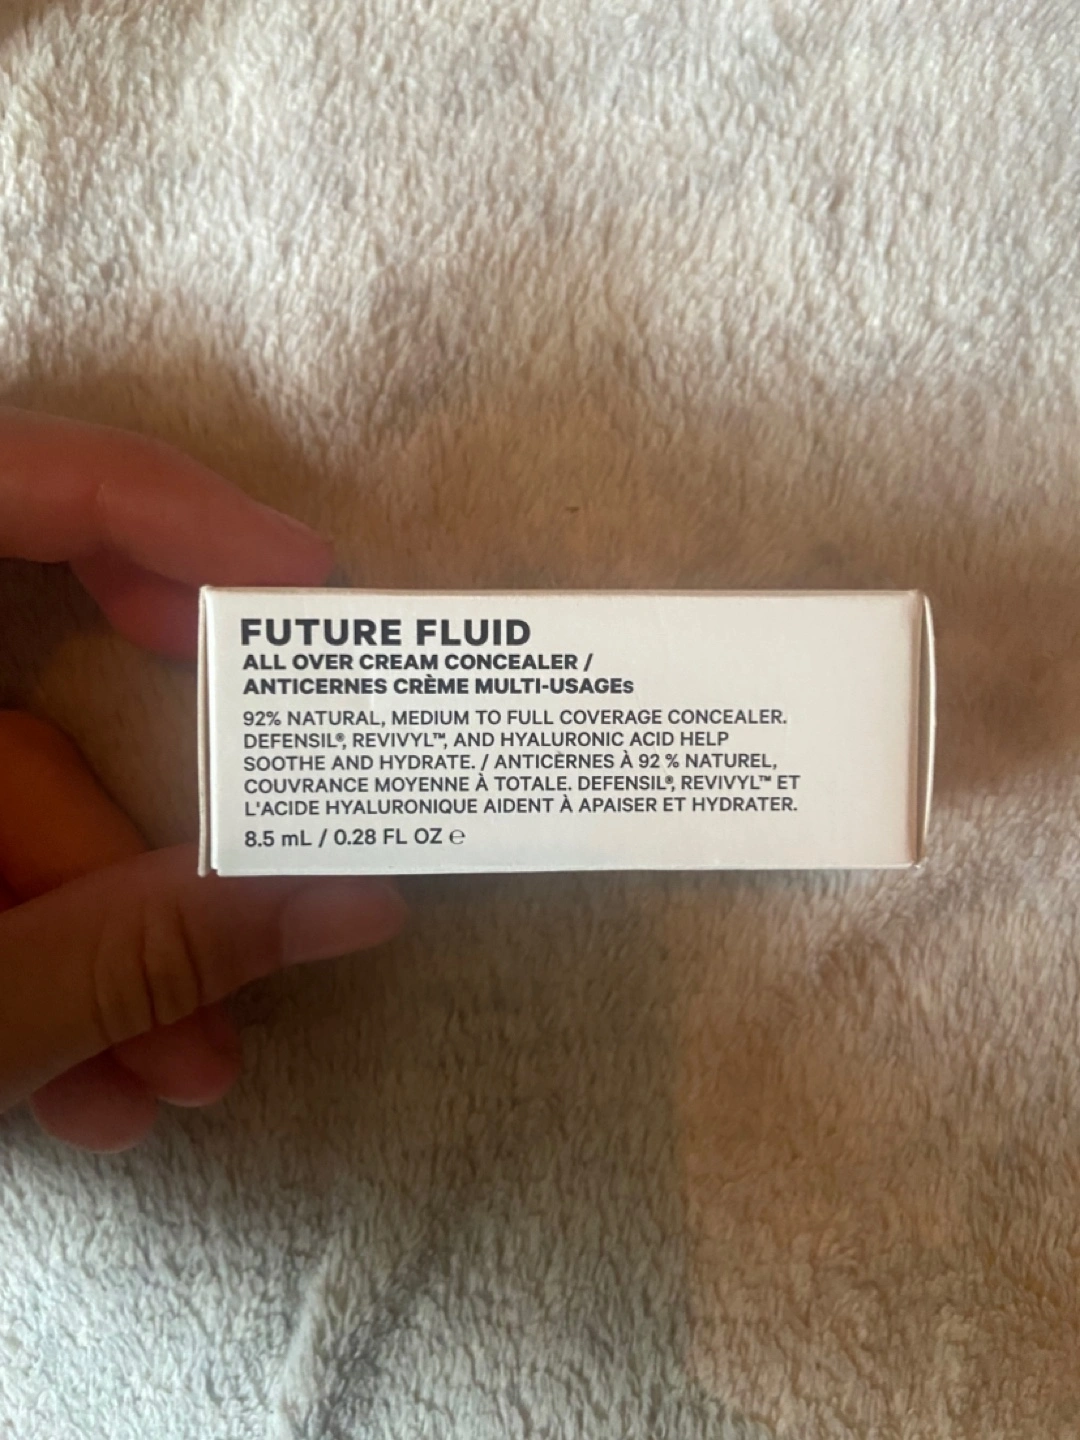 FUTURE FLUID
ALL OVER CREAM CONCEALER /
ANTICERNES CRÈME MULTI-USAGEs
92% NATURAL, MEDIUM TO FULL COVERAGE CONCEALER.
DEFENSIL®, REVIVYL™, AND HYALURONIC ACID HELP
SOOTHE AND HYDRATE. / ANTICÈRNES À 92 % NATUREL,
COUVRANCE MOYENNE À TOTALE. DEFENSIL®, REVIVYL™ ET
L'ACIDE HYALURONIQUE AIDENT À APAISER ET HYDRATER.
8.5 mL / 0.28 FL OZ ℮